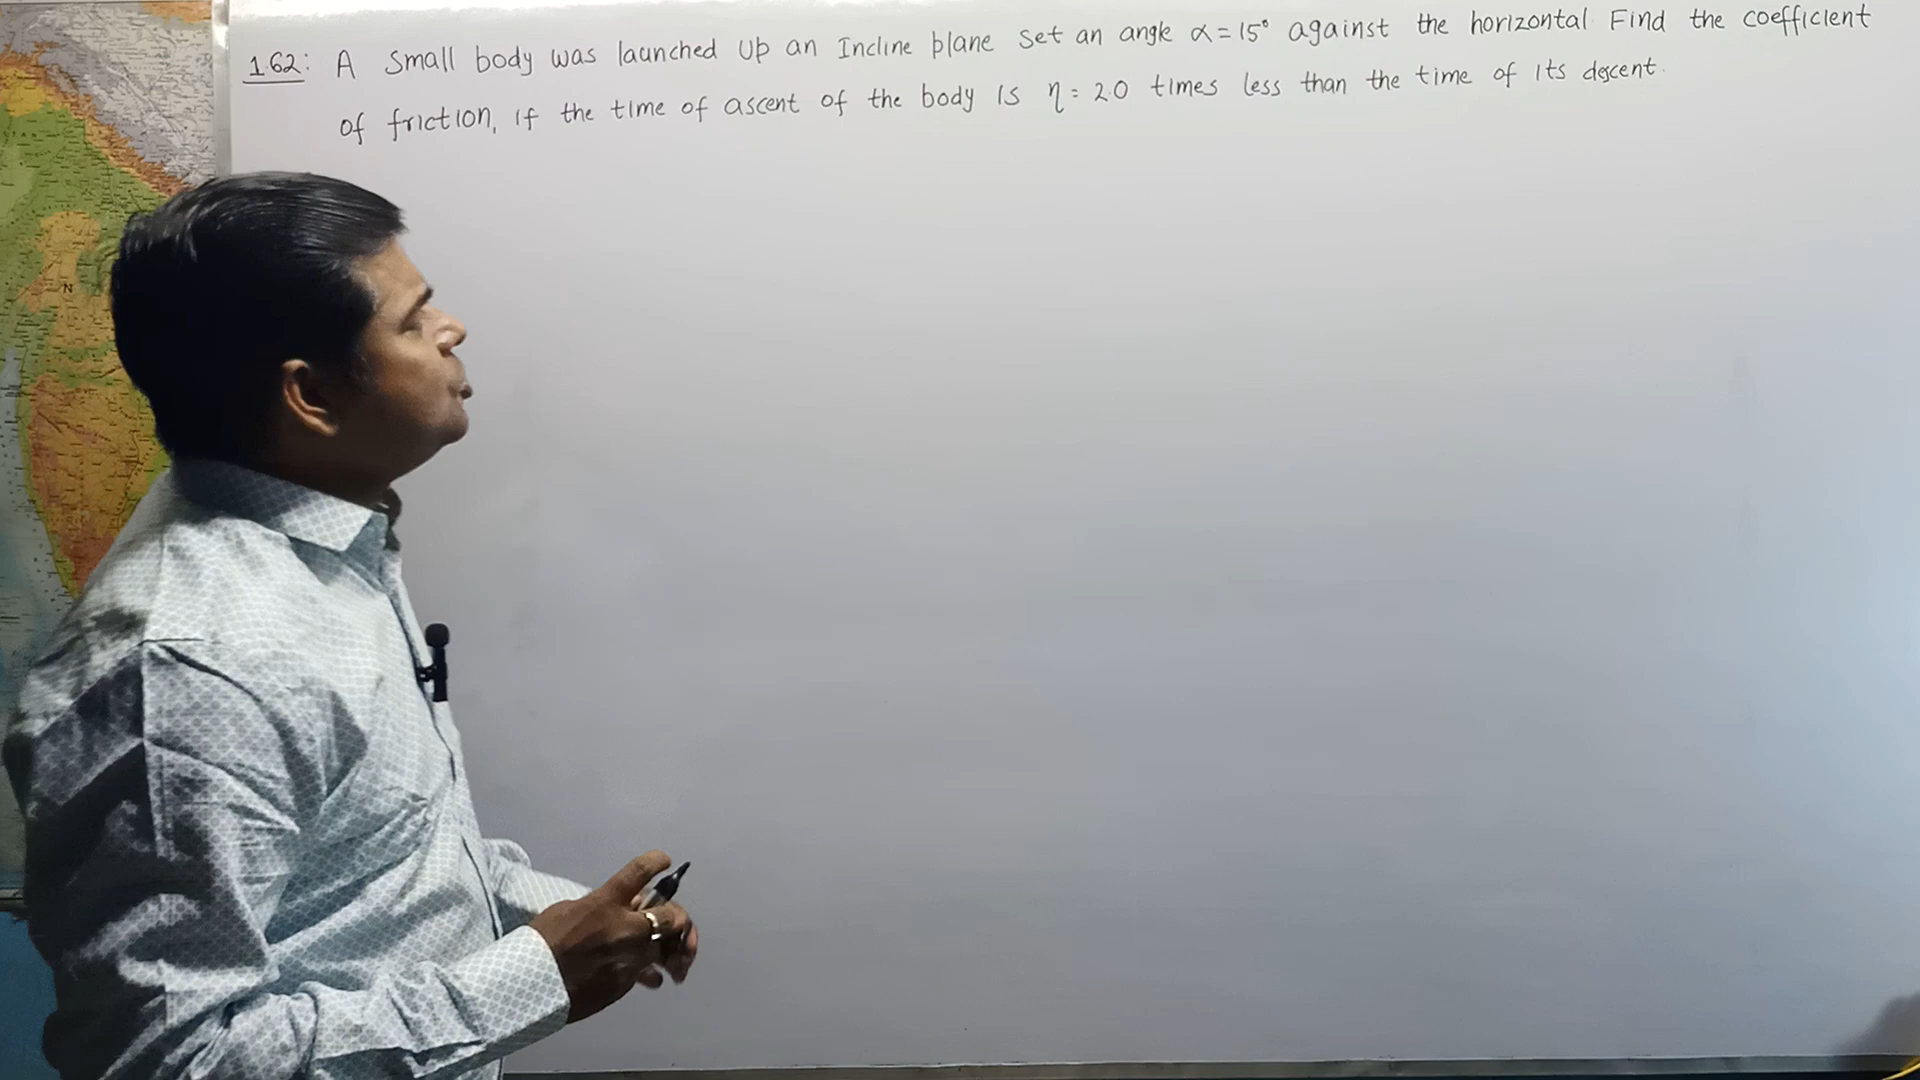 1.62: A Small body was launched Up an Incline plane Set an angle α = 15° against the horizontal Find the coefficient
of friction, if the time of ascent of the body is η = 2.0 times less than the time of its descent.
N